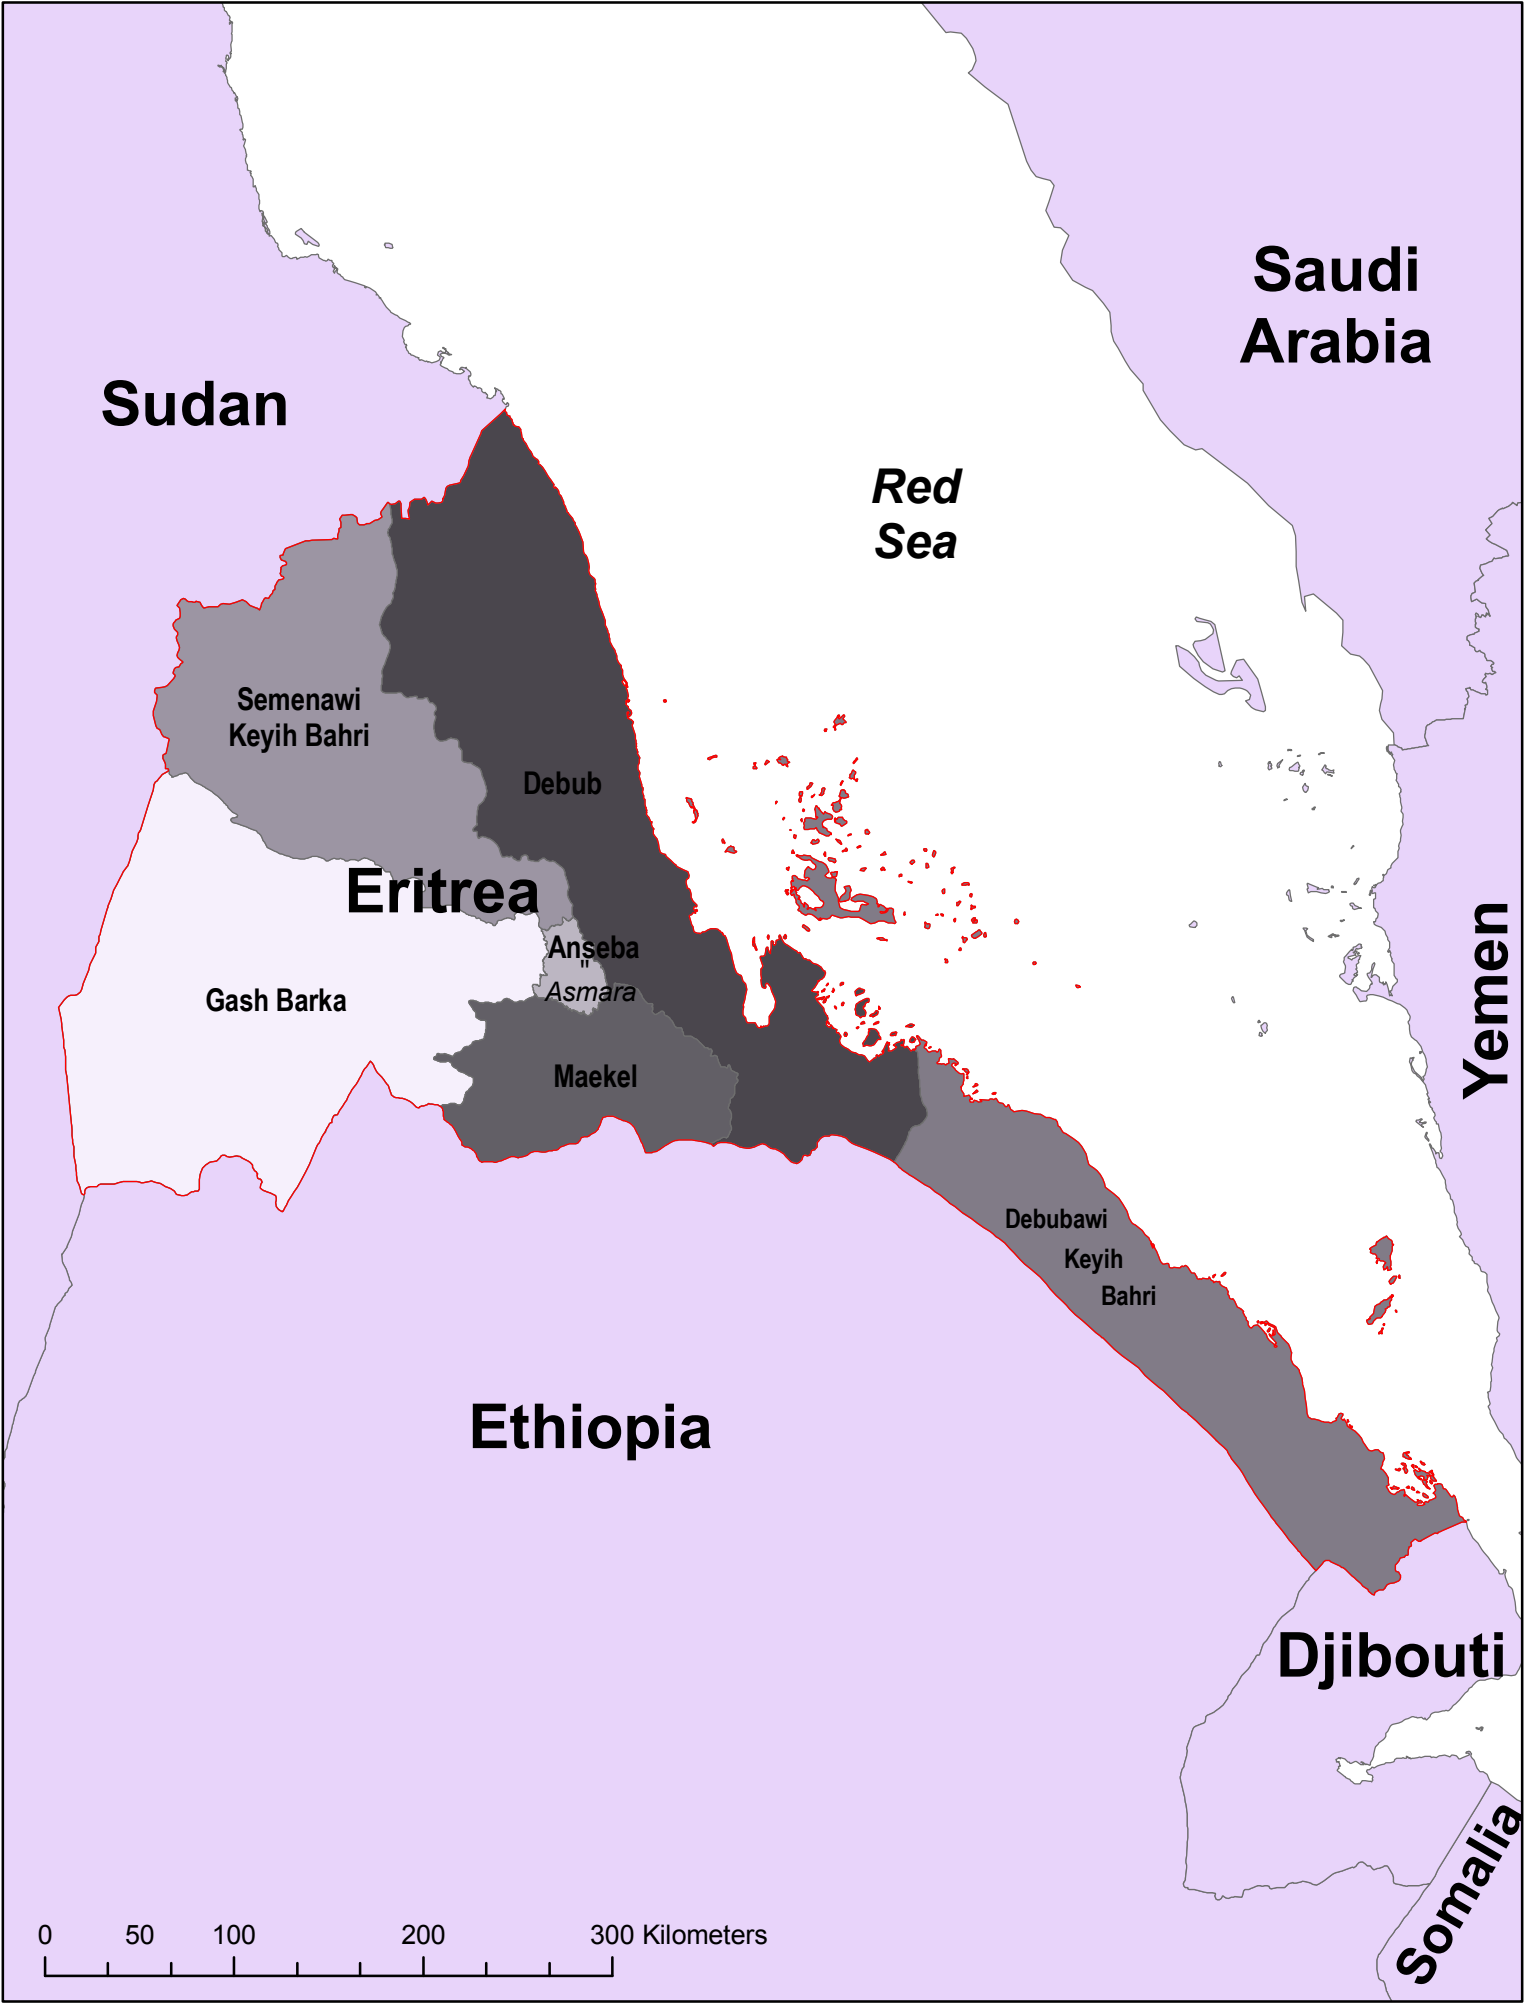 Saudi
Arabia
Sudan
Red
Sea
Semenawi
Keyih Bahri
Debub
Eritrea
Anseba
"
Asmara
Gash Barka
Yemen
Maekel
Debubawi
Keyih
Bahri
Ethiopia
Djibouti
Somalia
0 50 100 200 300 Kilometers